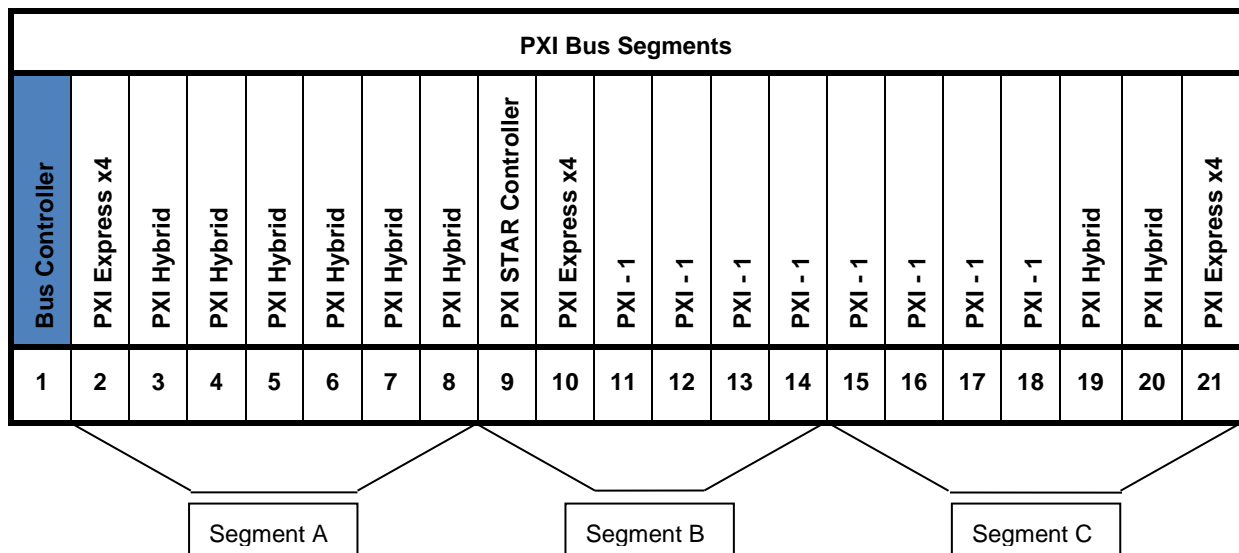 PXI Bus Segments
Bus Controller
PXI Express x4
PXI Hybrid
PXI Hybrid
PXI Hybrid
PXI Hybrid
PXI Hybrid
PXI Hybrid
PXI STAR Controller
PXI Express x4
PXI - 1
PXI - 1
PXI - 1
PXI - 1
PXI - 1
PXI - 1
PXI - 1
PXI - 1
PXI Hybrid
PXI Hybrid
PXI Express x4
1 2 3 4 5 6 7 8 9 10 11 12 13 14 15 16 17 18 19 20 21
Segment A Segment B Segment C